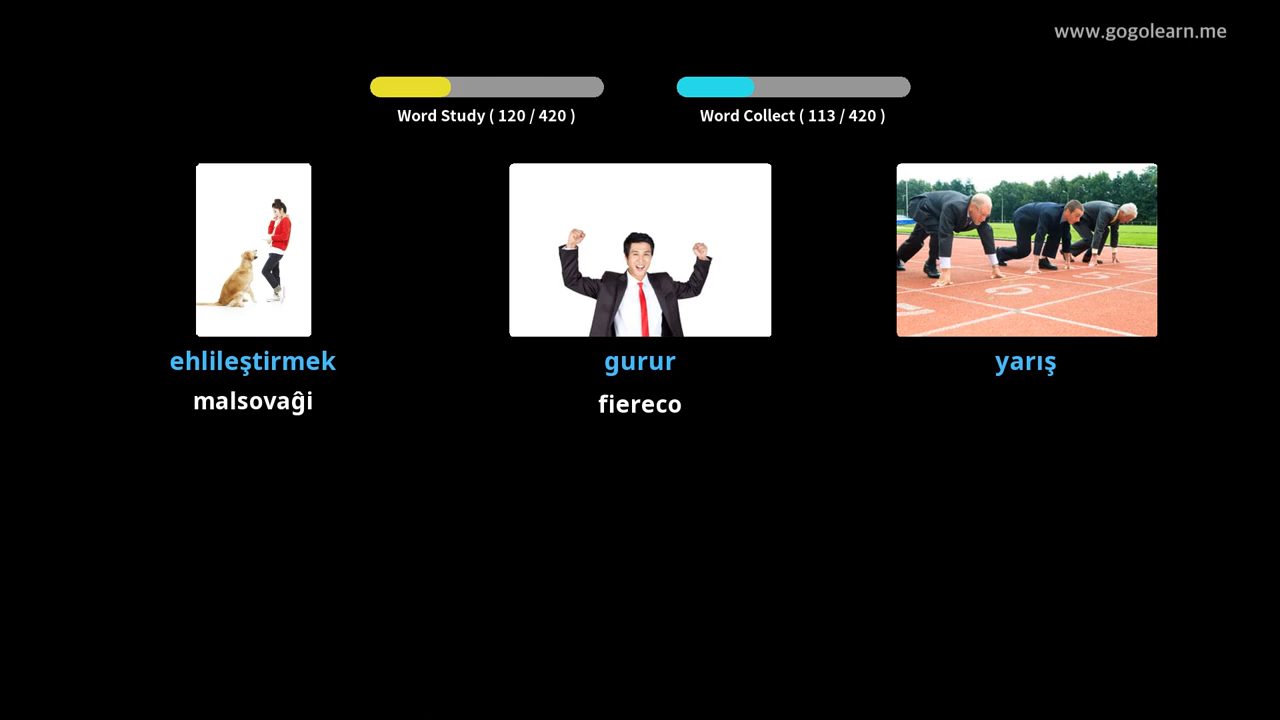 www.gogolearn.me
Word Study ( 120 / 420 )
Word Collect ( 113 / 420 )
ehlileştirmek
malsovaĝi
gurur
fiereco
yarış